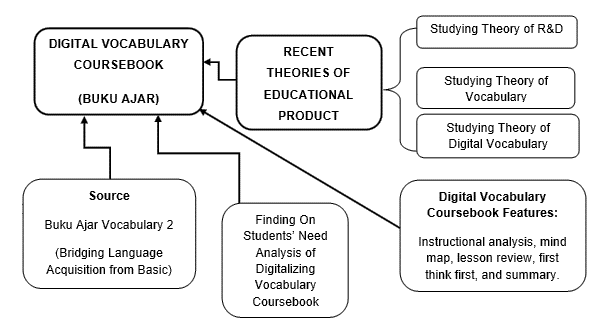 DIGITAL VOCABULARY
COURSEBOOK
(BUKU AJAR)
RECENT
THEORIES OF
EDUCATIONAL
PRODUCT
Studying Theory of R&D
Studying Theory of
Vocabulary
Studying Theory of
Digital Vocabulary
Source
Buku Ajar Vocabulary 2
(Bridging Language
Acquisition from Basic)
Finding On
Students' Need
Analysis of
Digitalizing
Vocabulary
Coursebook
Digital Vocabulary
Coursebook Features:
Instructional analysis, mind
map, lesson review, first
think first, and summary.